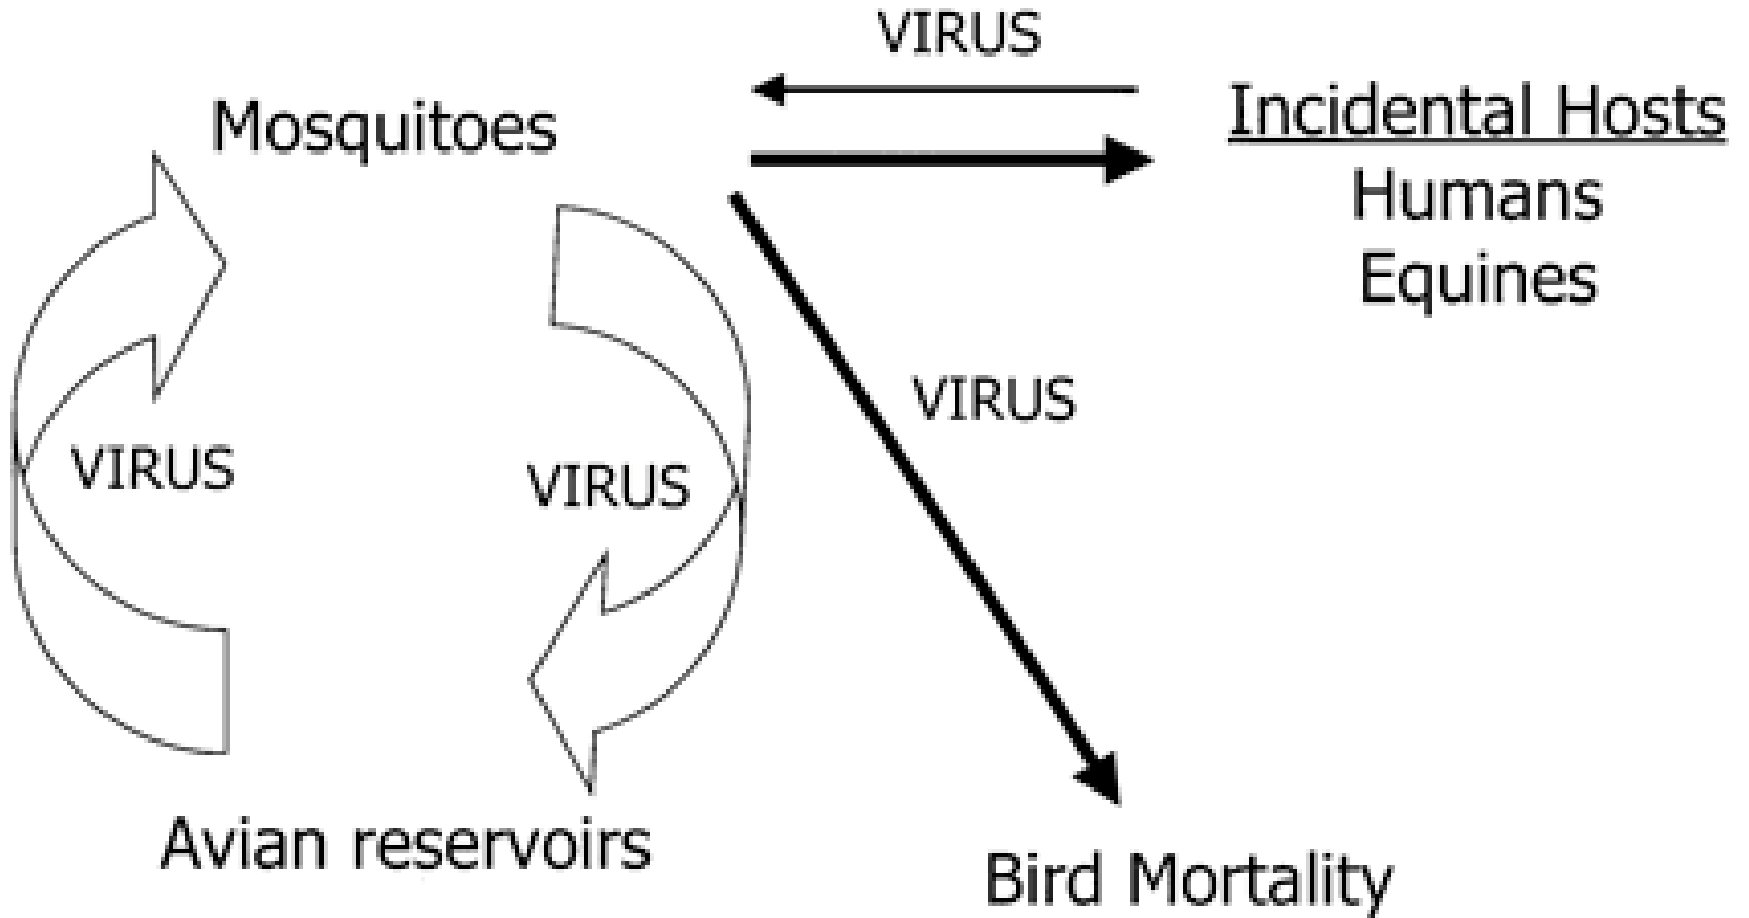 VIRUS
Mosquitoes
Incidental Hosts
Humans
Equines
VIRUS
VIRUS
VIRUS
Avian reservoirs
Bird Mortality